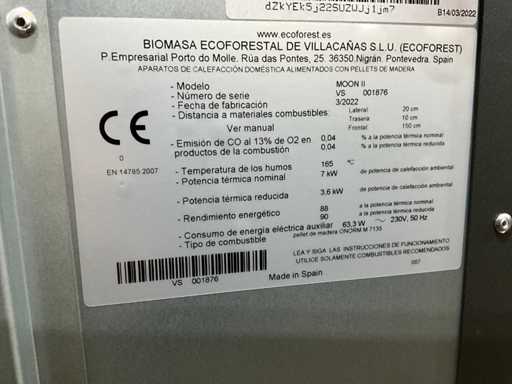 dZkYEk5j225UZWJj1jm7
B14/03/2022
www.ecoforest.es
BIOMASA ECOFORESTAL DE VILLACAÑAS S.L.U. (ECOFOREST)
P.Empresarial Porto do Molle. Rúa das Pontes, 25. 36350.Nigrán. Pontevedra. Spain
APARATOS DE CALEFACCIÓN DOMÉSTICA ALIMENTADOS CON PELLETS DE MADERA
- Modelo MOON II
- Número de serie VS 001876
- Fecha de fabricación 3/2022
- Distancia a materiales combustibles: Lateral 20 cm
Trasera 10 cm
Ver manual Frontal 150 cm
CE
0
EN 14785:2007
- Emisión de CO al 13% de O2 en 0.04 % a la potencia térmica nominal
productos de la combustión 0.04 % a la potencia térmica reducida
- Temperatura de los humos 165 ºC
- Potencia térmica nominal 7 kW de potencia de calefacción ambiental
- Potencia térmica reducida 3.6 kW de potencia de calefacción ambiental
- Rendimiento energético 88 a la potencia térmica nominal
90 a la potencia térmica reducida
- Consumo de energía eléctrica auxiliar 63,3 W ~ 230V, 50 Hz
- Tipo de combustible pellet de madera ONORM M 7135
LEA Y SIGA LAS INSTRUCCIONES DE FUNCIONAMIENTO
UTILICE SOLAMENTE COMBUSTIBLES RECOMENDADOS
VS 001876
Made in Spain